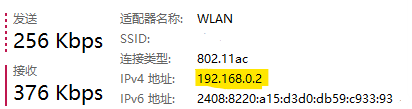 发送
256 Kbps
接收
376 Kbps
适配器名称: WLAN
SSID:
连接类型: 802.11ac
IPv4 地址: 192.168.0.2
IPv6 地址: 2408:8220:a15:d3d0:db59:c933:93